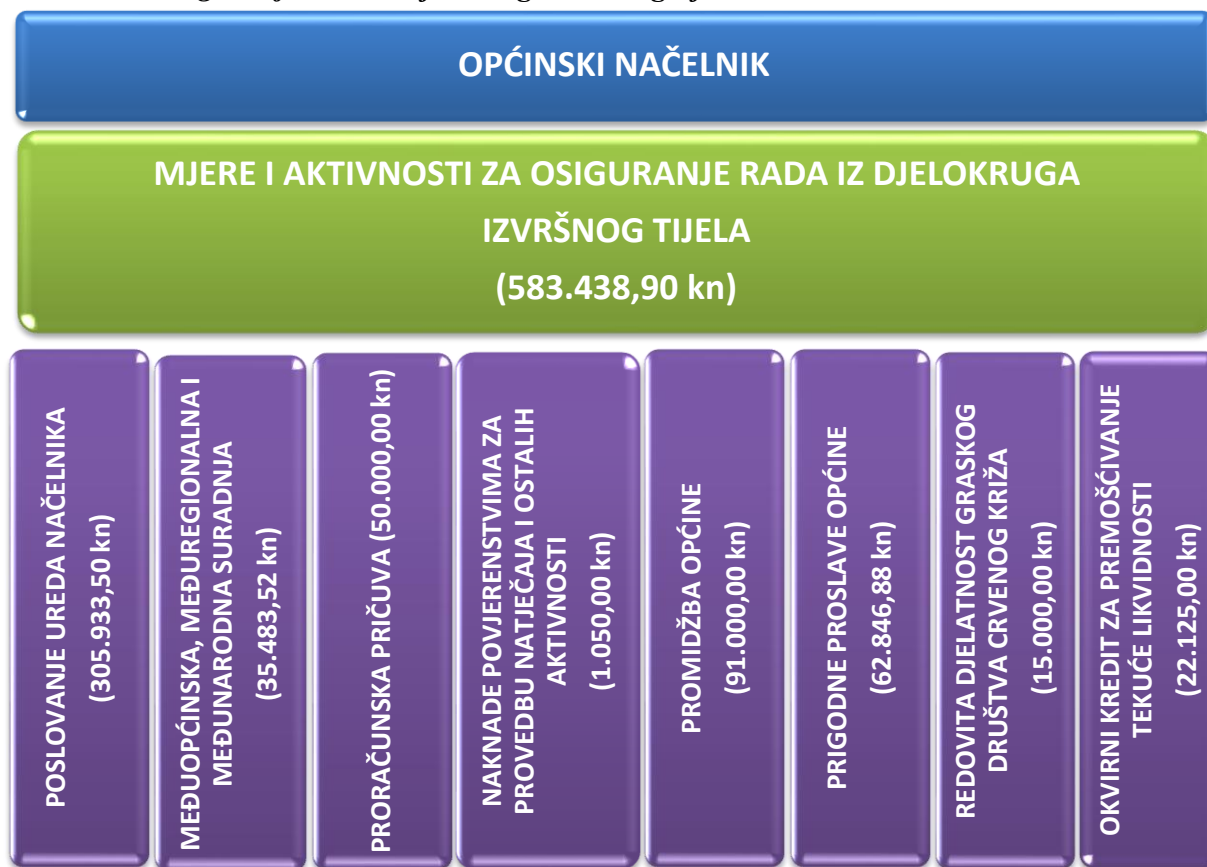 OPĆINSKI NAČELNIK
MJERE I AKTIVNOSTI ZA OSIGURANJE RADA IZ DJELOKRUGA
IZVRŠNOG TIJELA
(583.438,90 kn)
POSLOVANJE UREDA NAČELNIKA
(305.933,50 kn)
MEĐUOPĆINSKA, MEĐUREGIONALNA I
MEĐUNARODNA SURADNJA
(35.483,52 kn)
PRORAČUNSKA PRIČUVA (50.000,00 kn)
NAKNADE POVJERENSTVIMA ZA
PROVEDBU NATJEČAJA I OSTALIH
AKTIVNOSTI
(1.050,00 kn)
PROMIDŽBA OPĆINE
(91.000,00 kn)
PRIGODNE PROSLAVE OPĆINE
(62.846,88 kn)
REDOVITA DJELATNOST GRASKOG
DRUŠTVA CRVENOG KRIŽA
(15.000,00 kn)
OKVIRNI KREDIT ZA PREMOŠĆIVANJE
TEKUĆE LIKVIDNOSTI
(22.125,00 kn)